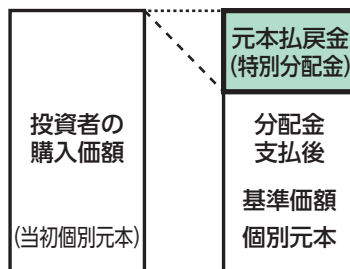 投資者の
購入価額
(当初個別元本)
元本払戻金
(特別分配金)
分配金
支払後
基準価額
個別元本